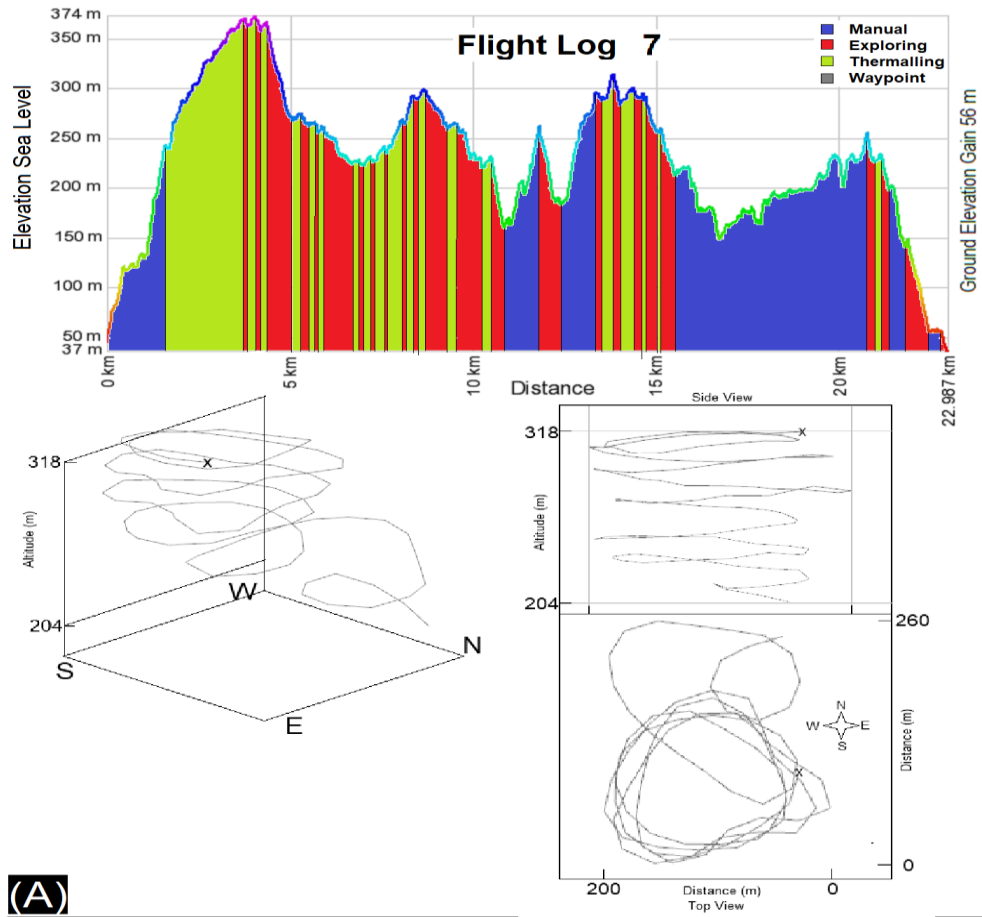 374 m
350 m
300 m
250 m
200 m
150 m
100 m
50 m
37 m
Elevation Sea Level
Flight Log 7
Manual
Exploring
Thermalling
Waypoint
Ground Elevation Gain 56 m
0 km
5 km
10 km
15 km
20 km
22.987 km
Distance
318
204
Altitude (m)
W
N
S
E
x
Side View
318
204
Altitude (m)
x
260
0
Distance (m)
N
W E
S
x
200
0
Distance (m)
Top View
(A)